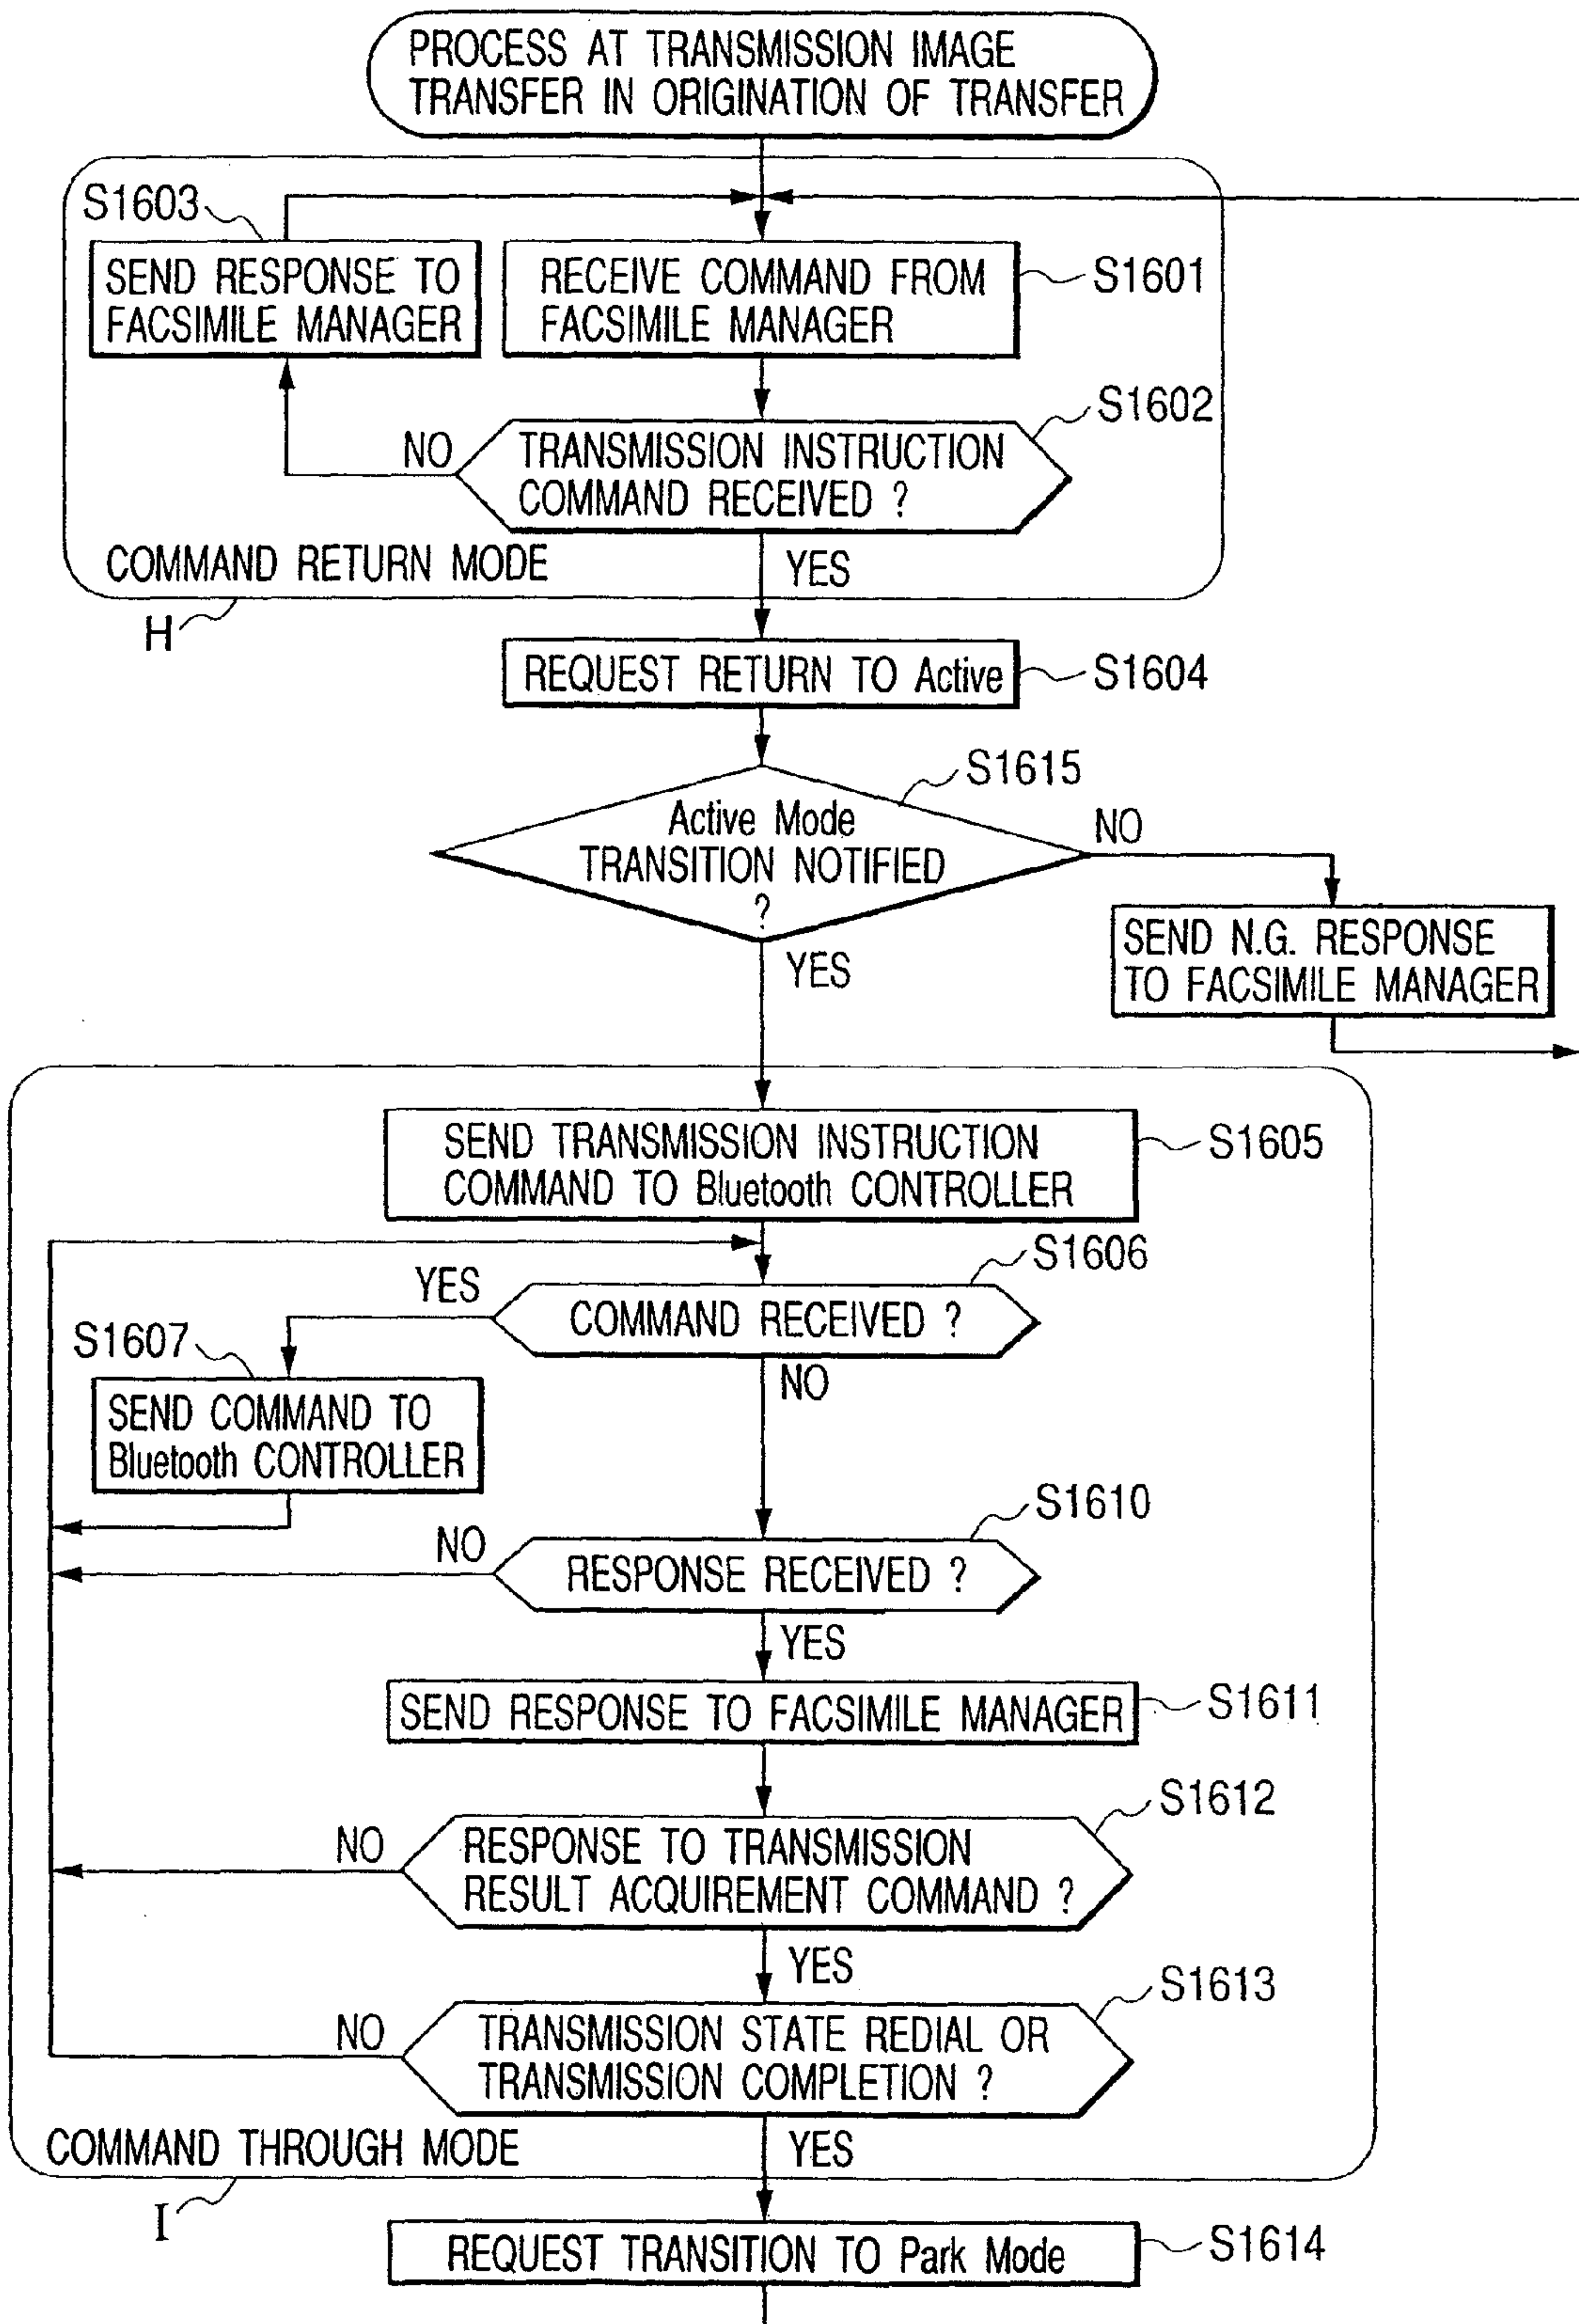 PROCESS AT TRANSMISSION IMAGE
TRANSFER IN ORIGINATION OF TRANSFER
S1603
SEND RESPONSE TO
FACSIMILE MANAGER
RECEIVE COMMAND FROM
FACSIMILE MANAGER
S1601
S1602
NO
TRANSMISSION INSTRUCTION
COMMAND RECEIVED ?
COMMAND RETURN MODE
YES
H
REQUEST RETURN TO Active
S1604
S1615
Active Mode
TRANSITION NOTIFIED
?
NO
YES
SEND N.G. RESPONSE
TO FACSIMILE MANAGER
SEND TRANSMISSION INSTRUCTION
COMMAND TO Bluetooth CONTROLLER
S1605
S1606
YES
COMMAND RECEIVED ?
S1607
NO
SEND COMMAND TO
Bluetooth CONTROLLER
S1610
NO
RESPONSE RECEIVED ?
YES
SEND RESPONSE TO FACSIMILE MANAGER
S1611
S1612
NO
RESPONSE TO TRANSMISSION
RESULT ACQUIREMENT COMMAND ?
YES
S1613
NO
TRANSMISSION STATE REDIAL OR
TRANSMISSION COMPLETION ?
COMMAND THROUGH MODE
YES
I
REQUEST TRANSITION TO Park Mode
S1614